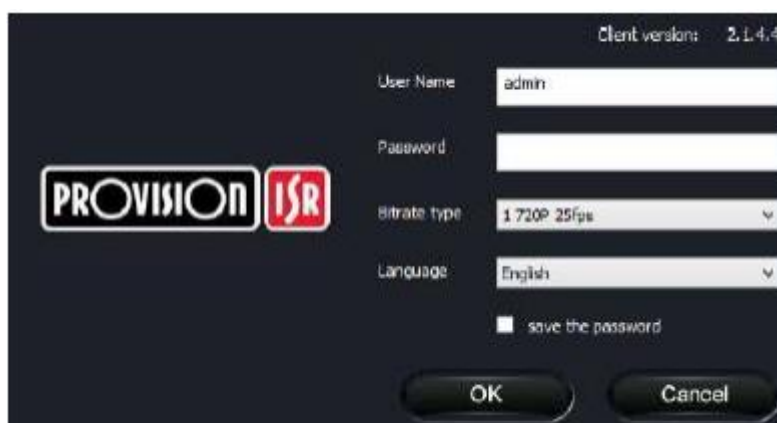 Client version: 2.1.4.4
User Name admin
Password
PROVISION ISR
Bitrate type 1 720P 25fps
Language English
save the password
OK Cancel